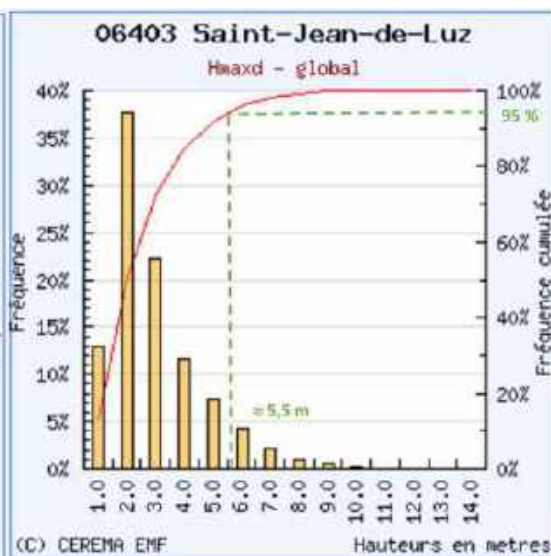 06403 Saint-Jean-de-Luz
Hmaxd - global
40%
35%
30%
25%
20%
15%
10%
5%
0%
Fréquence
100%
95 %
80%
60%
40%
20%
0%
Fréquence cumulée
≈ 5,5 m
1.0 2.0 3.0 4.0 5.0 6.0 7.0 8.0 9.0 10.0 11.0 12.0 13.0 14.0
(C) CEREMA EMF Hauteurs en metres